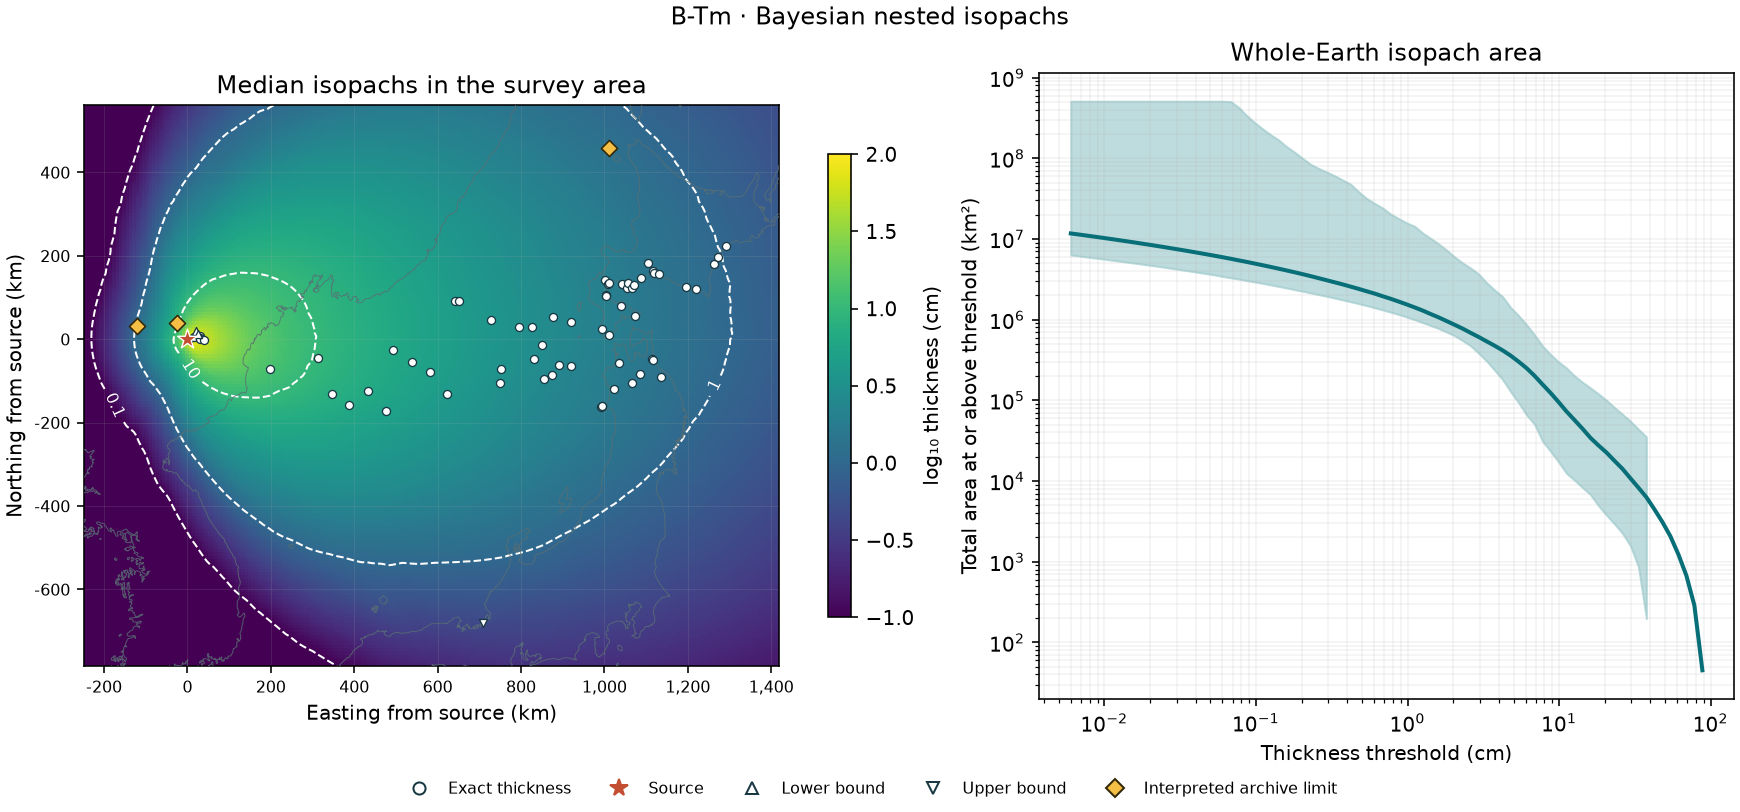 B-Tm · Bayesian nested isopachs
Median isopachs in the survey area
400
200
0
-200
-400
-600
Northing from source (km)
-200
0
200
400
600
800
1,000
1,200
1,400
Easting from source (km)
0.1
10
1
2.0
1.5
1.0
0.5
0.0
−0.5
−1.0
log₁₀ thickness (cm)
Whole-Earth isopach area
10⁹
10⁸
10⁷
10⁶
10⁵
10⁴
10³
10²
Total area at or above threshold (km²)
10⁻²
10⁻¹
10⁰
10¹
10²
Thickness threshold (cm)
Exact thickness
Source
Lower bound
Upper bound
Interpreted archive limit